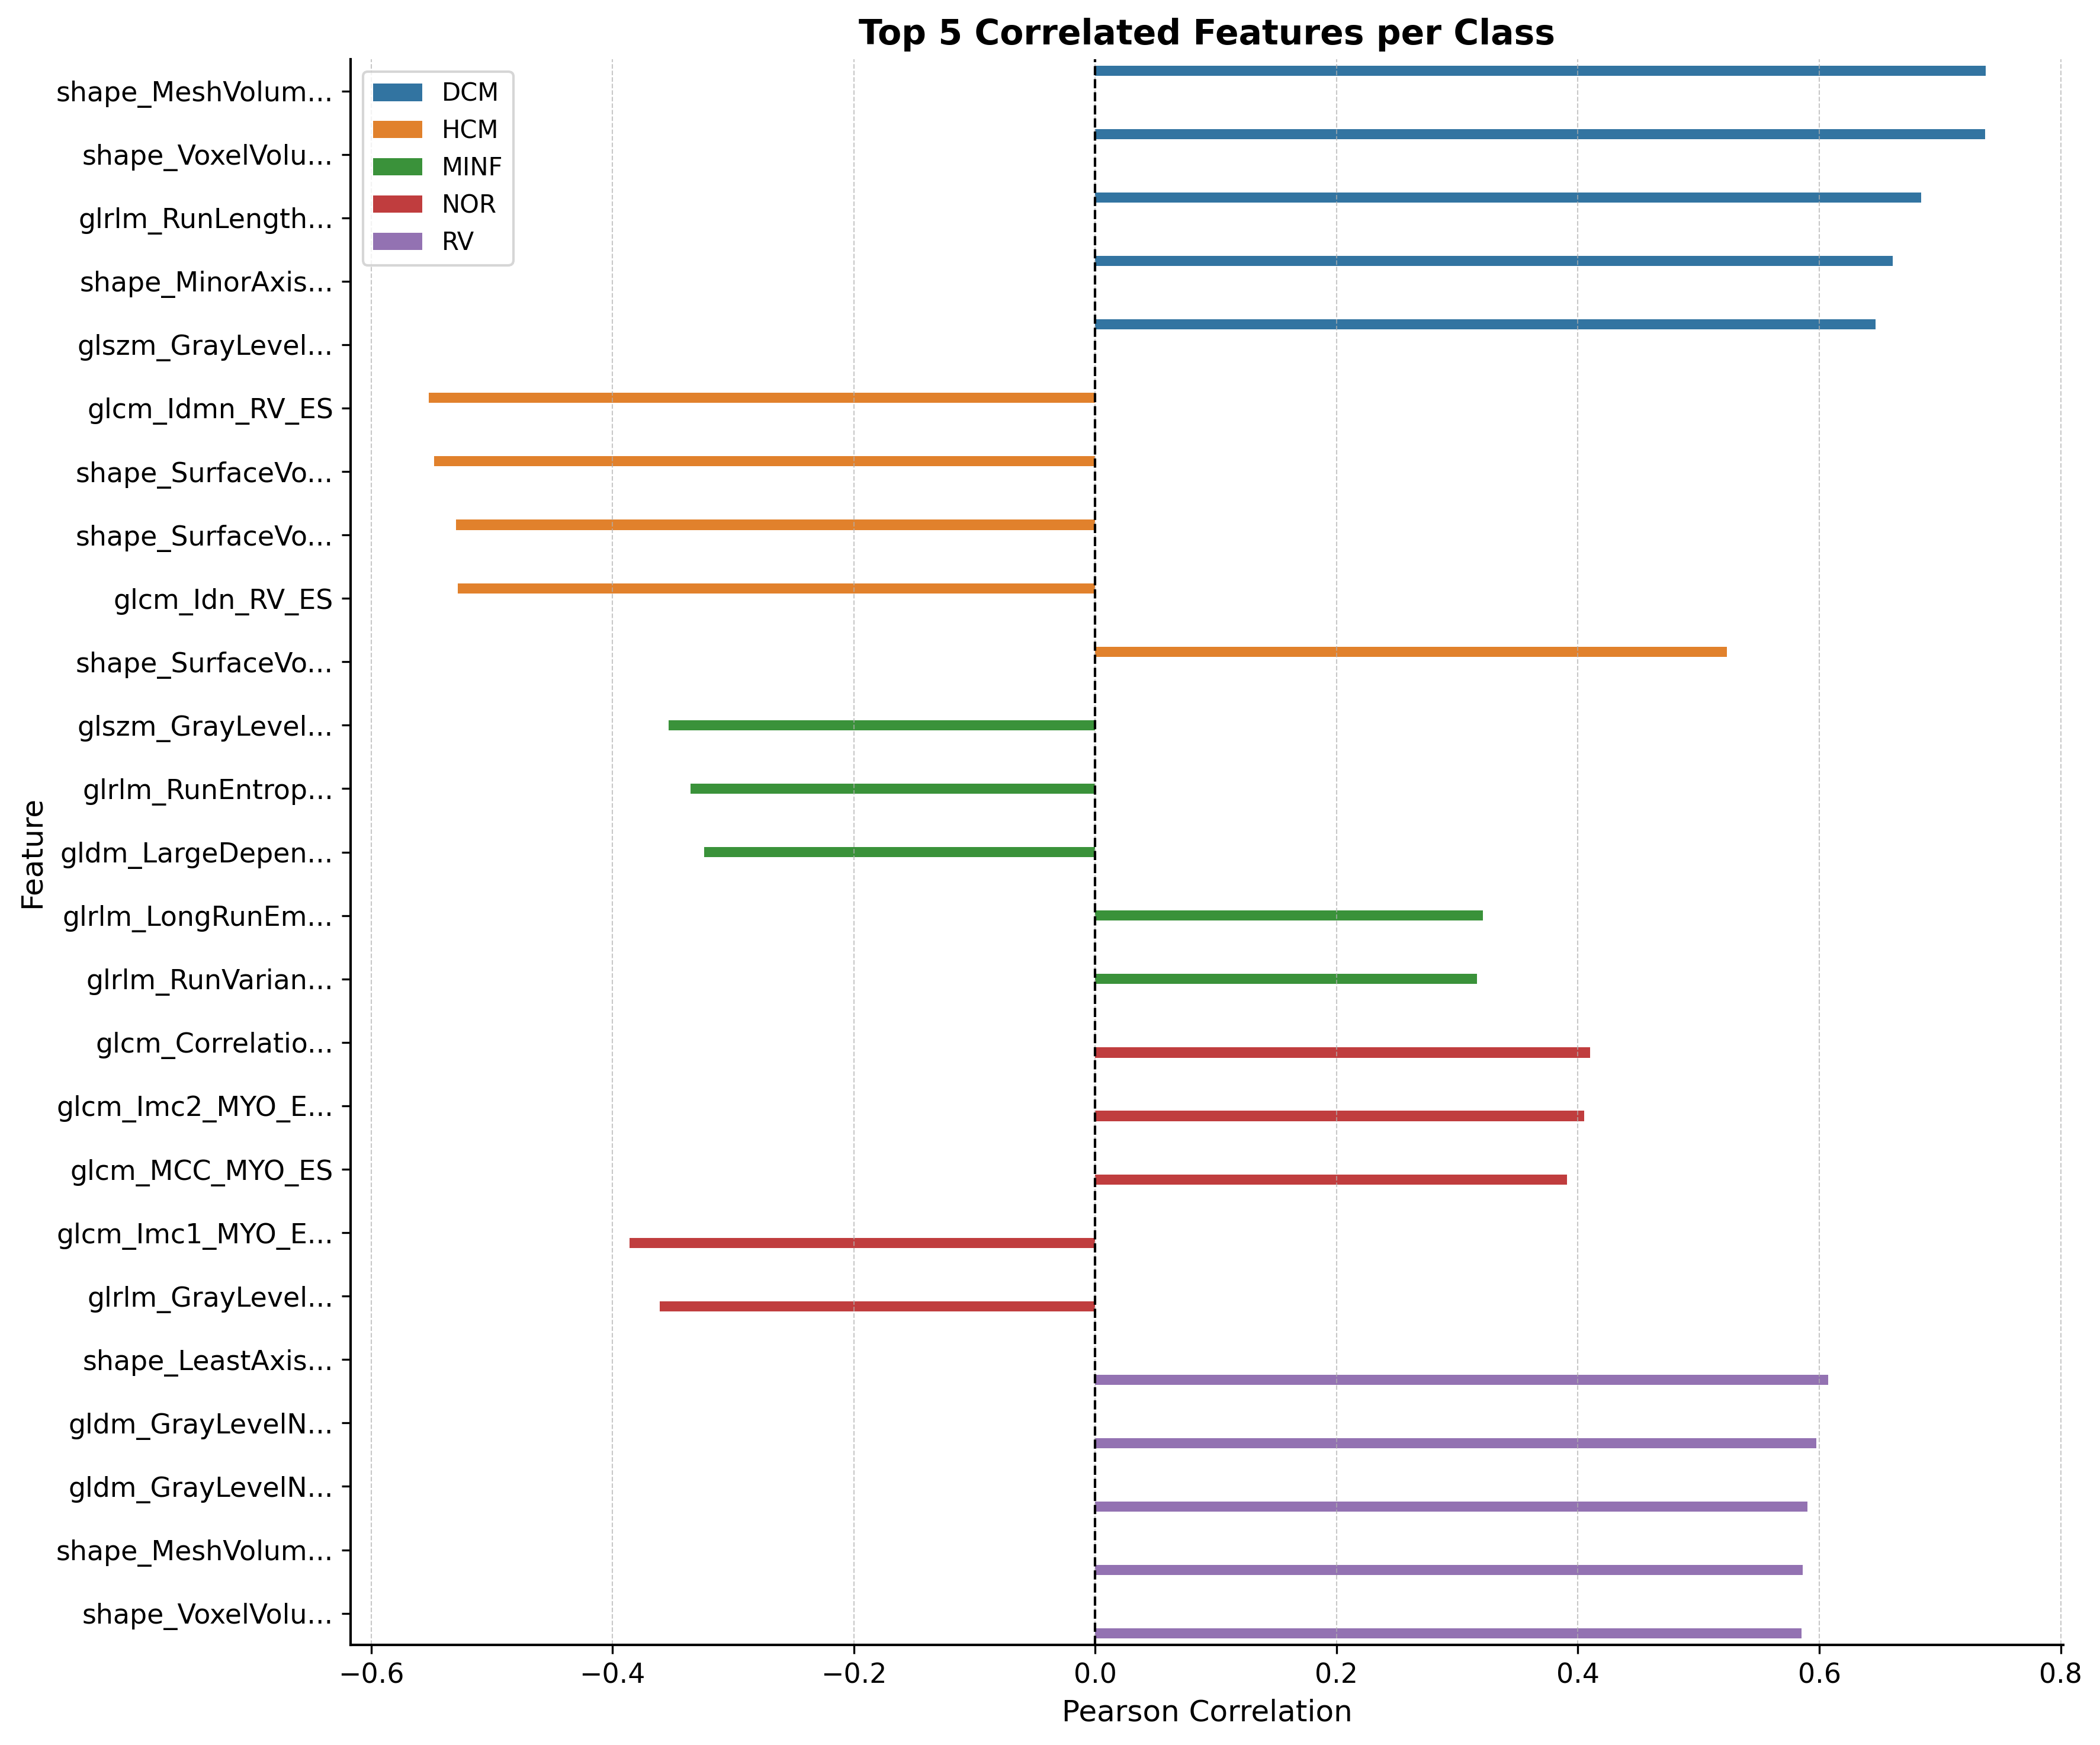 Top 5 Correlated Features per Class
shape_MeshVolum...
shape_VoxelVolu...
glrlm_RunLength...
shape_MinorAxis...
glszm_GrayLevel...
glcm_Idmn_RV_ES
shape_SurfaceVo...
shape_SurfaceVo...
glcm_Idn_RV_ES
shape_SurfaceVo...
glszm_GrayLevel...
glrlm_RunEntrop...
gldm_LargeDepen...
glrlm_LongRunEm...
glrlm_RunVarian...
glcm_Correlatio...
glcm_Imc2_MYO_E...
glcm_MCC_MYO_ES
glcm_Imc1_MYO_E...
glrlm_GrayLevel...
shape_LeastAxis...
gldm_GrayLevelN...
gldm_GrayLevelN...
shape_MeshVolum...
shape_VoxelVolu...
Feature
DCM
HCM
MINF
NOR
RV
−0.6 −0.4 −0.2 0.0 0.2 0.4 0.6 0.8
Pearson Correlation